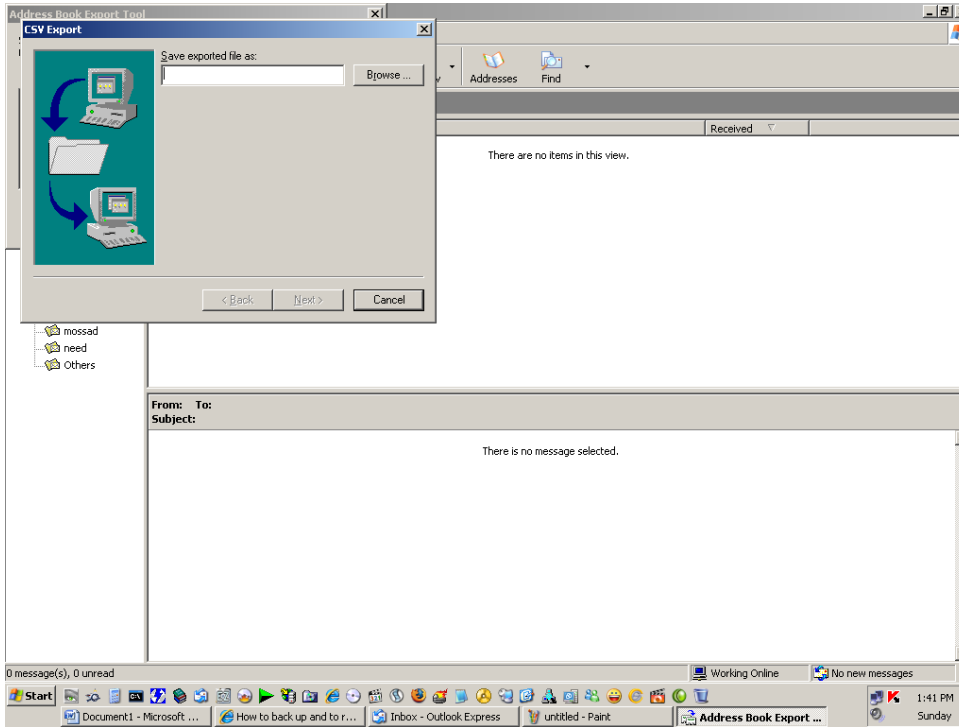 Address Book Export Tool
CSV Export
Save exported file as:
Browse ...
< Back
Next >
Cancel
Addresses
Find
Received
There are no items in this view.
mossad
need
Others
From: To:
Subject:
There is no message selected.
0 message(s), 0 unread
Working Online
No new messages
Start
1:41 PM
Document1 - Microsoft ...
How to back up and to r...
Inbox - Outlook Express
untitled - Paint
Address Book Export ...
Sunday